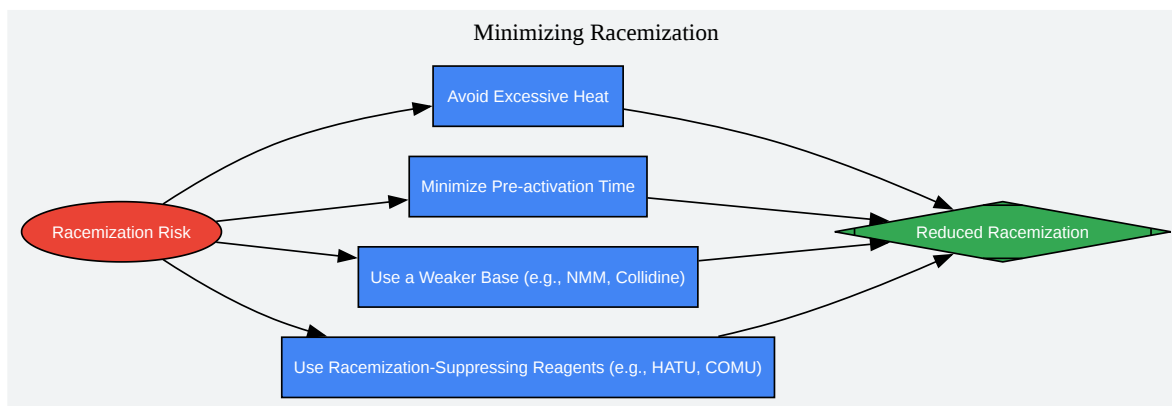 Minimizing Racemization
Avoid Excessive Heat
Minimize Pre-activation Time
Racemization Risk
Reduced Racemization
Use a Weaker Base (e.g., NMM, Collidine)
Use Racemization-Suppressing Reagents (e.g., HATU, COMU)